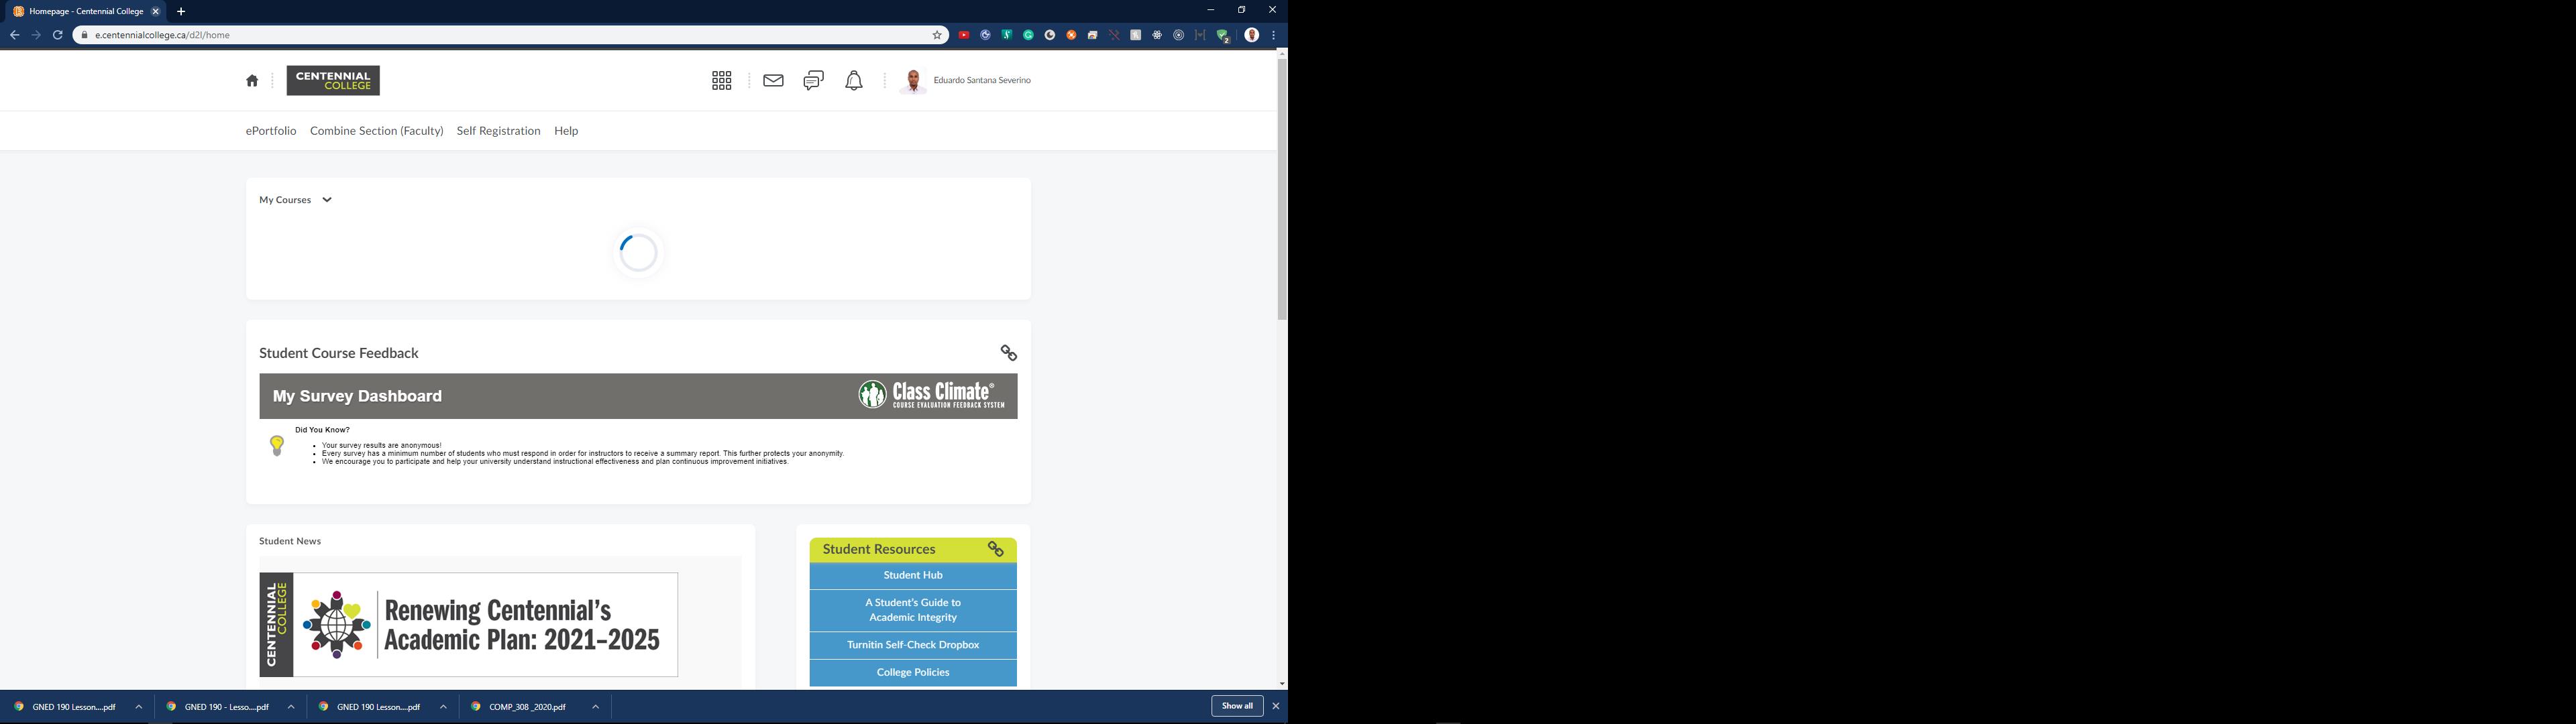 Homepage - Centennial College
e.centennialcollege.ca/d2l/home
2
CENTENNIAL
COLLEGE
Eduardo Santana Severino
ePortfolio Combine Section (Faculty) Self Registration Help
My Courses
Student Course Feedback
My Survey Dashboard
Class Climate®
COURSE EVALUATION FEEDBACK SYSTEM
Did You Know?
Your survey results are anonymous!
Every survey has a minimum number of students who must respond in order for instructors to receive a summary report. This further protects your anonymity.
We encourage you to participate and help your university understand instructional effectiveness and plan continuous improvement initiatives.
Student News
CENTENNIAL
COLLEGE
Renewing Centennial's
Academic Plan: 2021–2025
Student Resources
Student Hub
A Student's Guide to
Academic Integrity
Turnitin Self-Check Dropbox
College Policies
GNED 190 Lesson....pdf GNED 190 - Lesso....pdf GNED 190 Lesson....pdf COMP_308 _2020.pdf Show all